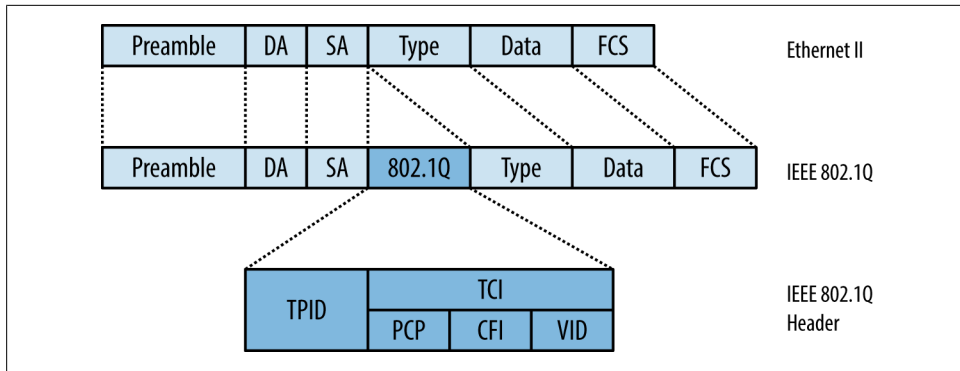 Preamble DA SA Type Data FCS Ethernet II
Preamble DA SA 802.1Q Type Data FCS IEEE 802.1Q
TPID TCI IEEE 802.1Q
PCP CFI VID Header